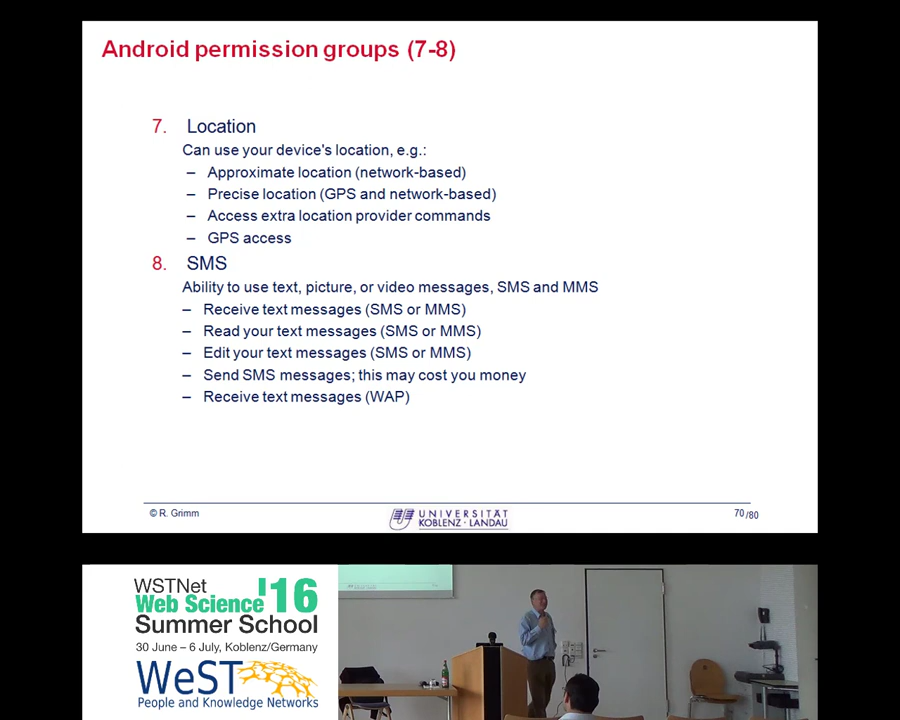 Android permission groups (7-8)
7. Location
Can use your device's location, e.g.:
– Approximate location (network-based)
– Precise location (GPS and network-based)
– Access extra location provider commands
– GPS access
8. SMS
Ability to use text, picture, or video messages, SMS and MMS
– Receive text messages (SMS or MMS)
– Read your text messages (SMS or MMS)
– Edit your text messages (SMS or MMS)
– Send SMS messages; this may cost you money
– Receive text messages (WAP)
© R. Grimm
UNIVERSITÄT
KOBLENZ · LANDAU
70/80
WSTNet
Web Science '16
Summer School
30 June – 6 July, Koblenz/Germany
WeST
People and Knowledge Networks